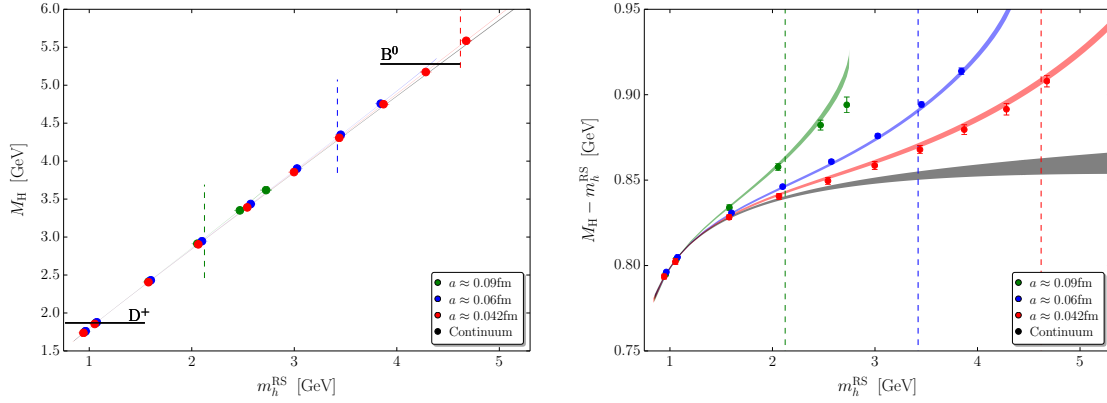 6.0
5.5
5.0
4.5
4.0
3.5
3.0
2.5
2.0
1.5
M_H [GeV]
B⁰
D⁺
a ≈ 0.09fm
a ≈ 0.06fm
a ≈ 0.042fm
Continuum
1 2 3 4 5
m_h^RS [GeV]
0.95
0.90
0.85
0.80
0.75
M_H − m_h^RS [GeV]
a ≈ 0.09fm
a ≈ 0.06fm
a ≈ 0.042fm
Continuum
1 2 3 4 5
m_h^RS [GeV]